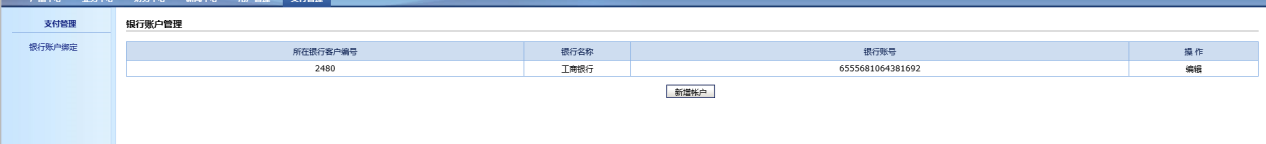 支付管理
银行账户绑定
银行账户管理
所在银行客户编号 银行名称 银行账号 操 作
2480 工商银行 6555681064381692 编辑
新增帐户